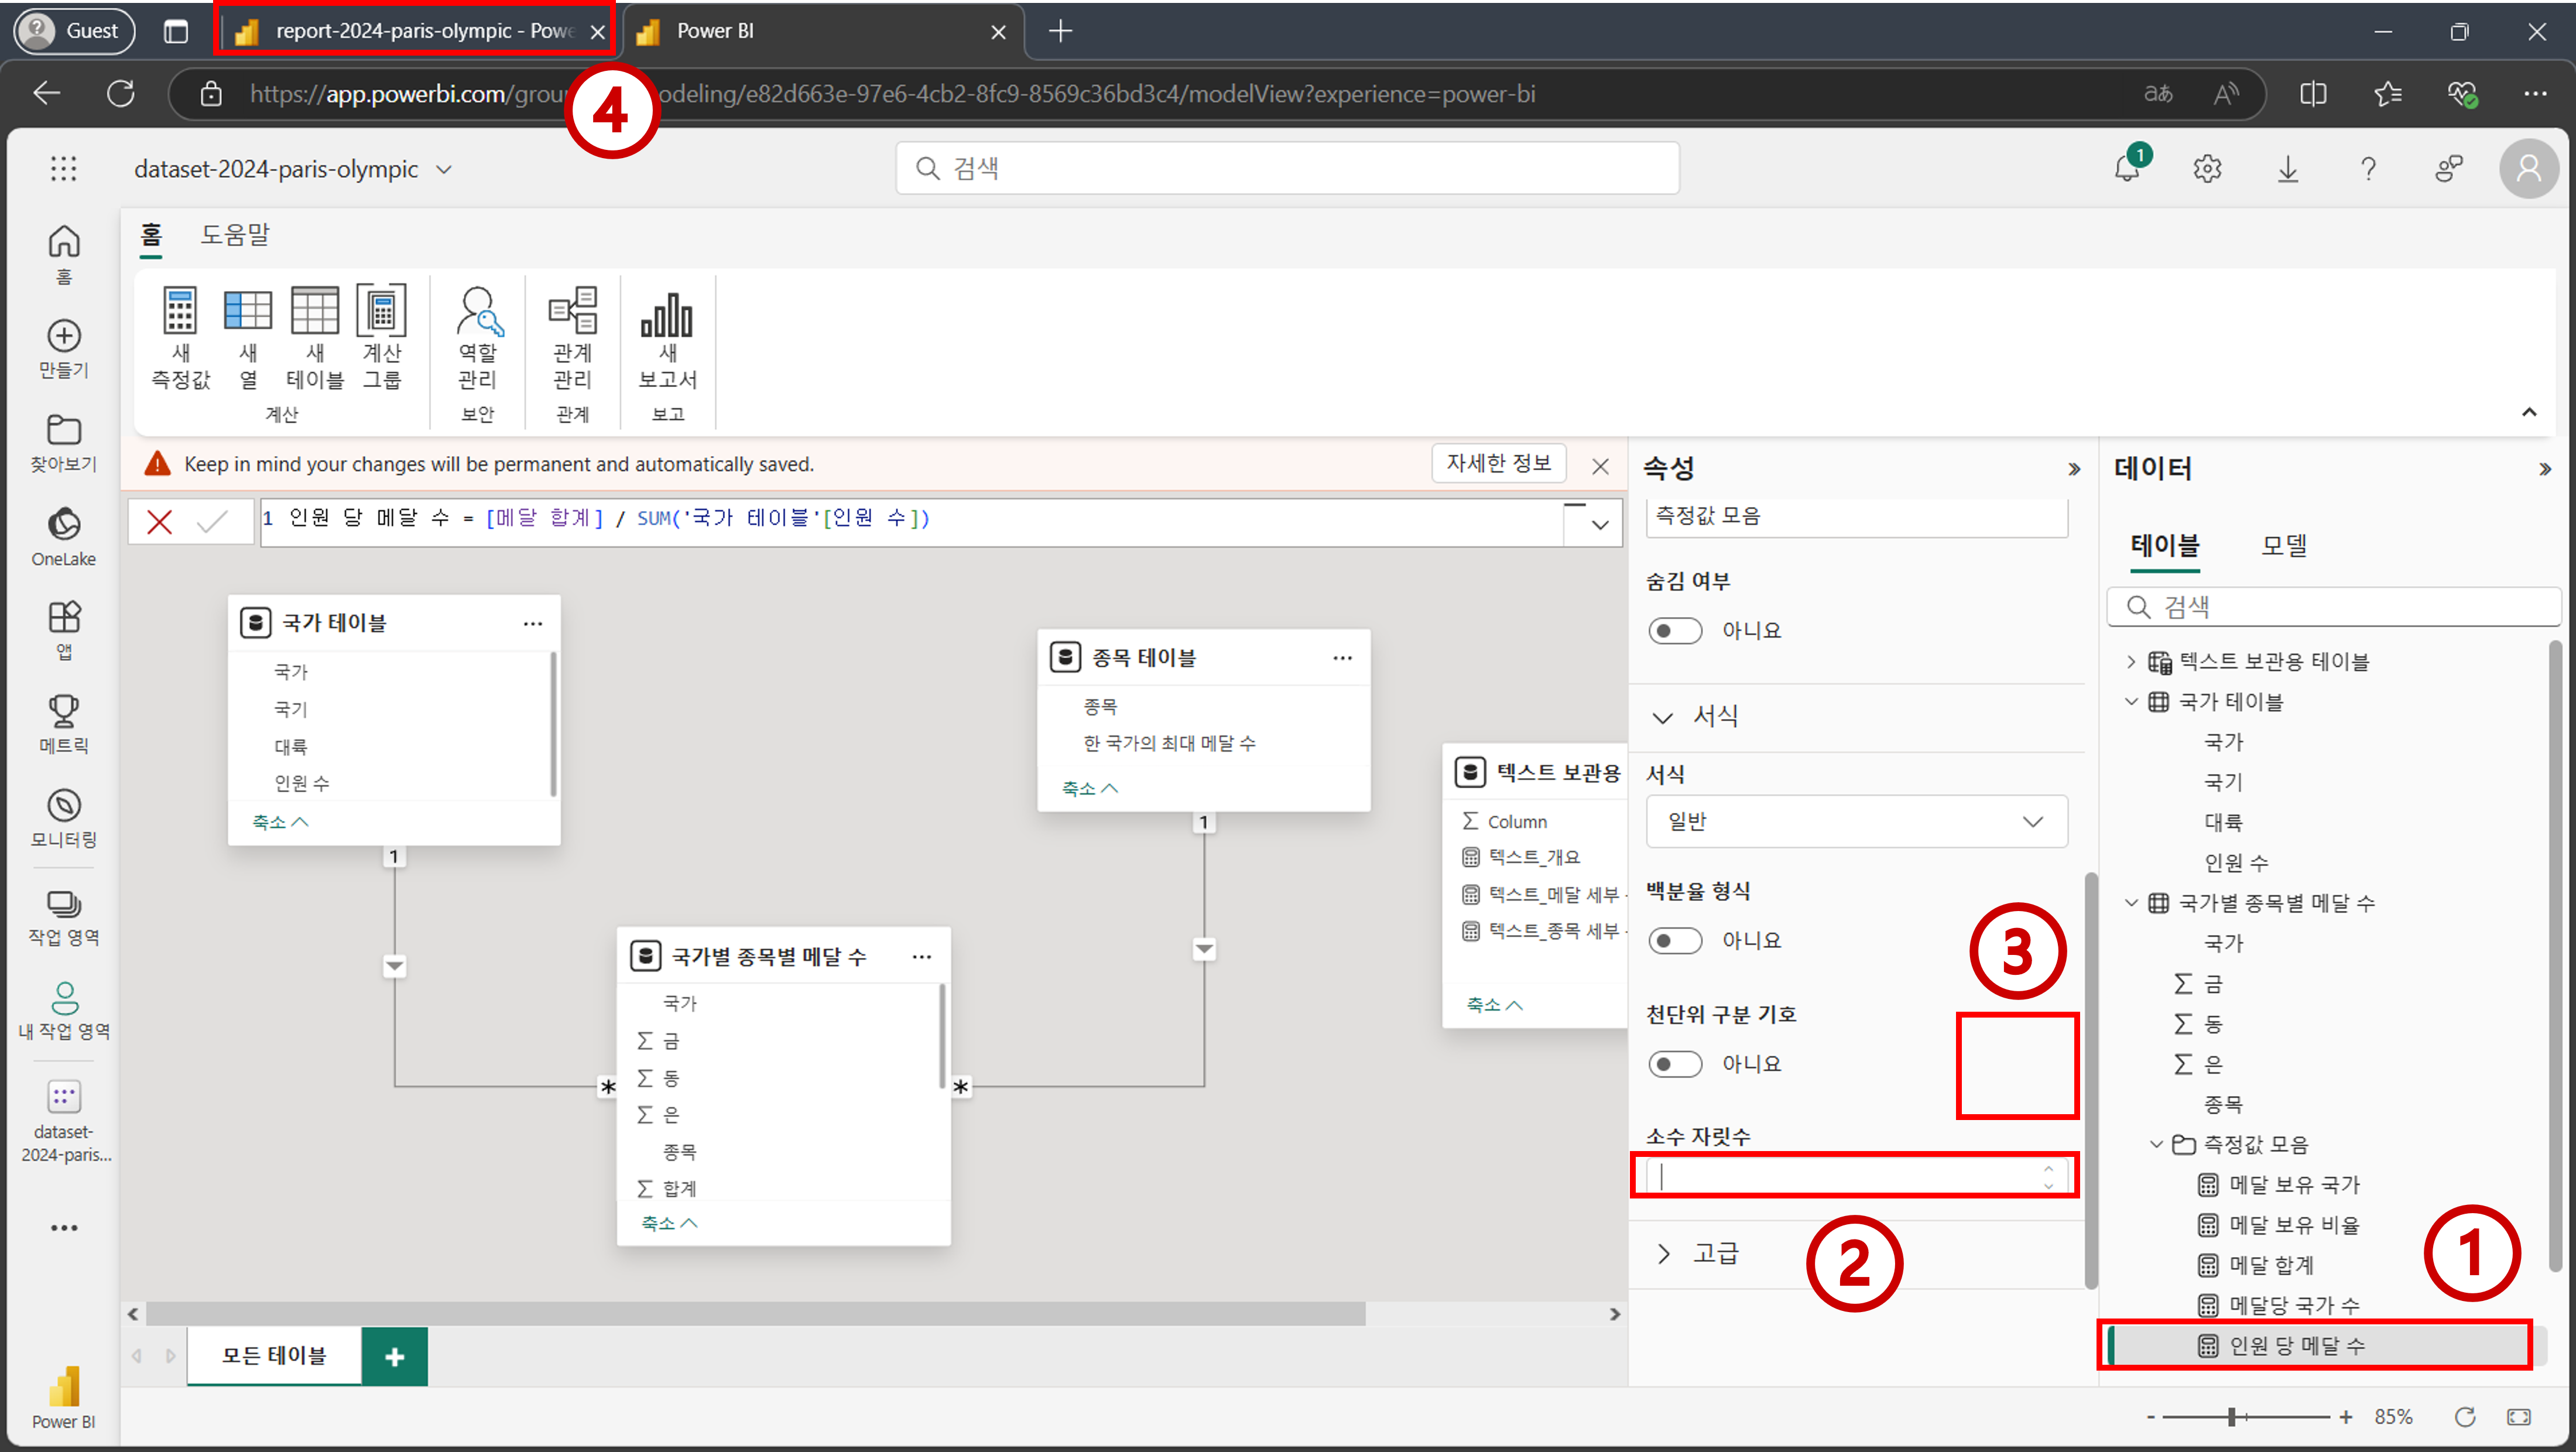 Guest
report-2024-paris-olympic - Powe
Power BI
https://app.powerbi.com/grou
odeling/e82d663e-97e6-4cb2-8fc9-8569c36bd3c4/modelView?experience=power-bi
4
dataset-2024-paris-olympic
검색
1
홈 도움말
새 측정값
새 열
새 테이블
계산 그룹
계산
역할 관리
보안
관계 관리
관계
새 보고서
보고
Keep in mind your changes will be permanent and automatically saved.
자세한 정보
1 인원 당 메달 수 = [메달 합계] / SUM('국가 테이블'[인원 수])
홈
만들기
찾아보기
OneLake
앱
메트릭
모니터링
작업 영역
내 작업 영역
dataset-
2024-paris...
Power BI
국가 테이블
국가
국기
대륙
인원 수
축소
1
종목 테이블
종목
한 국가의 최대 메달 수
축소
1
국가별 종목별 메달 수
국가
Σ 금
Σ 동
Σ 은
종목
Σ 합계
축소
*
*
텍스트 보관용
Σ Column
텍스트_개요
텍스트_메달 세부
텍스트_종목 세부
축소
모든 테이블
속성
측정값 모음
숨김 여부
아니요
서식
서식
일반
백분율 형식
아니요
3
천단위 구분 기호
아니요
소수 자릿수
2
고급
데이터
테이블 모델
검색
텍스트 보관용 테이블
국가 테이블
국가
국기
대륙
인원 수
국가별 종목별 메달 수
국가
Σ 금
Σ 동
Σ 은
종목
측정값 모음
메달 보유 국가
메달 보유 비율
메달 합계
메달당 국가 수
인원 당 메달 수
1
- + 85%